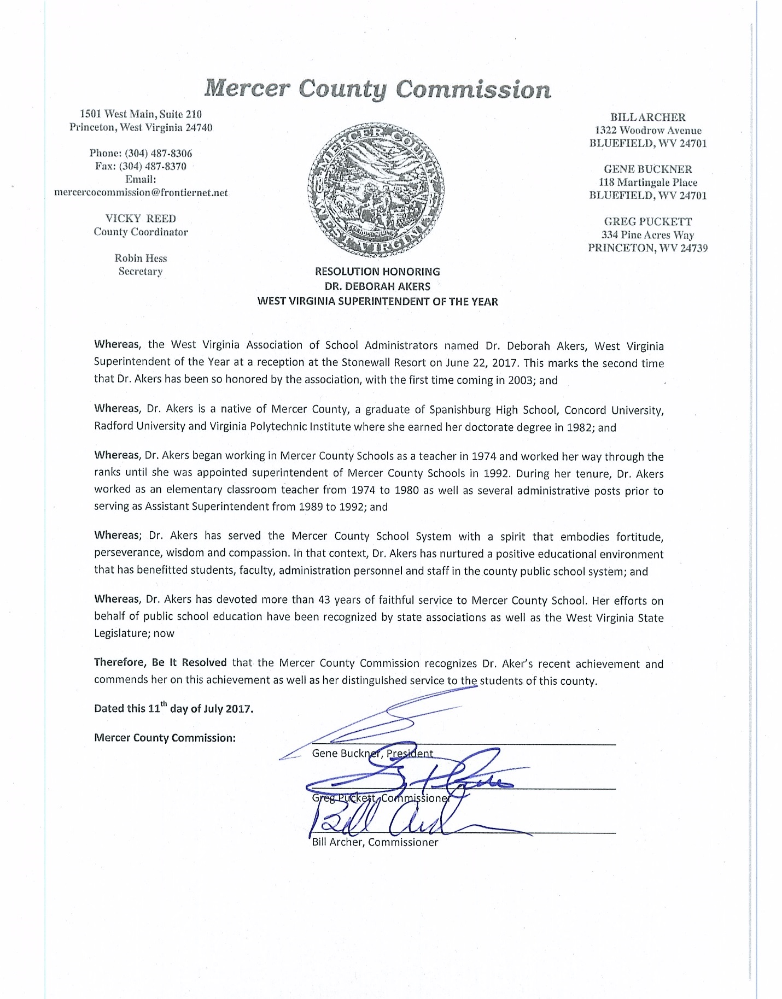 Mercer County Commission
1501 West Main, Suite 210
Princeton, West Virginia 24740
Phone: (304) 487-8306
Fax: (304) 487-8370
Email:
mercercocommission@frontiernet.net
VICKY REED
County Coordinator
Robin Hess
Secretary
MERCER COUNTY
WEST VIRGINIA
BILL ARCHER
1322 Woodrow Avenue
BLUEFIELD, WV 24701
GENE BUCKNER
118 Martingale Place
BLUEFIELD, WV 24701
GREG PUCKETT
334 Pine Acres Way
PRINCETON, WV 24739
RESOLUTION HONORING
DR. DEBORAH AKERS
WEST VIRGINIA SUPERINTENDENT OF THE YEAR
Whereas, the West Virginia Association of School Administrators named Dr. Deborah Akers, West Virginia
Superintendent of the Year at a reception at the Stonewall Resort on June 22, 2017. This marks the second time
that Dr. Akers has been so honored by the association, with the first time coming in 2003; and
Whereas, Dr. Akers is a native of Mercer County, a graduate of Spanishburg High School, Concord University,
Radford University and Virginia Polytechnic Institute where she earned her doctorate degree in 1982; and
Whereas, Dr. Akers began working in Mercer County Schools as a teacher in 1974 and worked her way through the
ranks until she was appointed superintendent of Mercer County Schools in 1992. During her tenure, Dr. Akers
worked as an elementary classroom teacher from 1974 to 1980 as well as several administrative posts prior to
serving as Assistant Superintendent from 1989 to 1992; and
Whereas; Dr. Akers has served the Mercer County School System with a spirit that embodies fortitude,
perseverance, wisdom and compassion. In that context, Dr. Akers has nurtured a positive educational environment
that has benefitted students, faculty, administration personnel and staff in the county public school system; and
Whereas, Dr. Akers has devoted more than 43 years of faithful service to Mercer County School. Her efforts on
behalf of public school education have been recognized by state associations as well as the West Virginia State
Legislature; now
Therefore, Be It Resolved that the Mercer County Commission recognizes Dr. Aker's recent achievement and
commends her on this achievement as well as her distinguished service to the students of this county.
Dated this 11th day of July 2017.
Mercer County Commission:
Gene Buckner, President
Greg Puckett, Commissioner
Bill Archer
Bill Archer, Commissioner